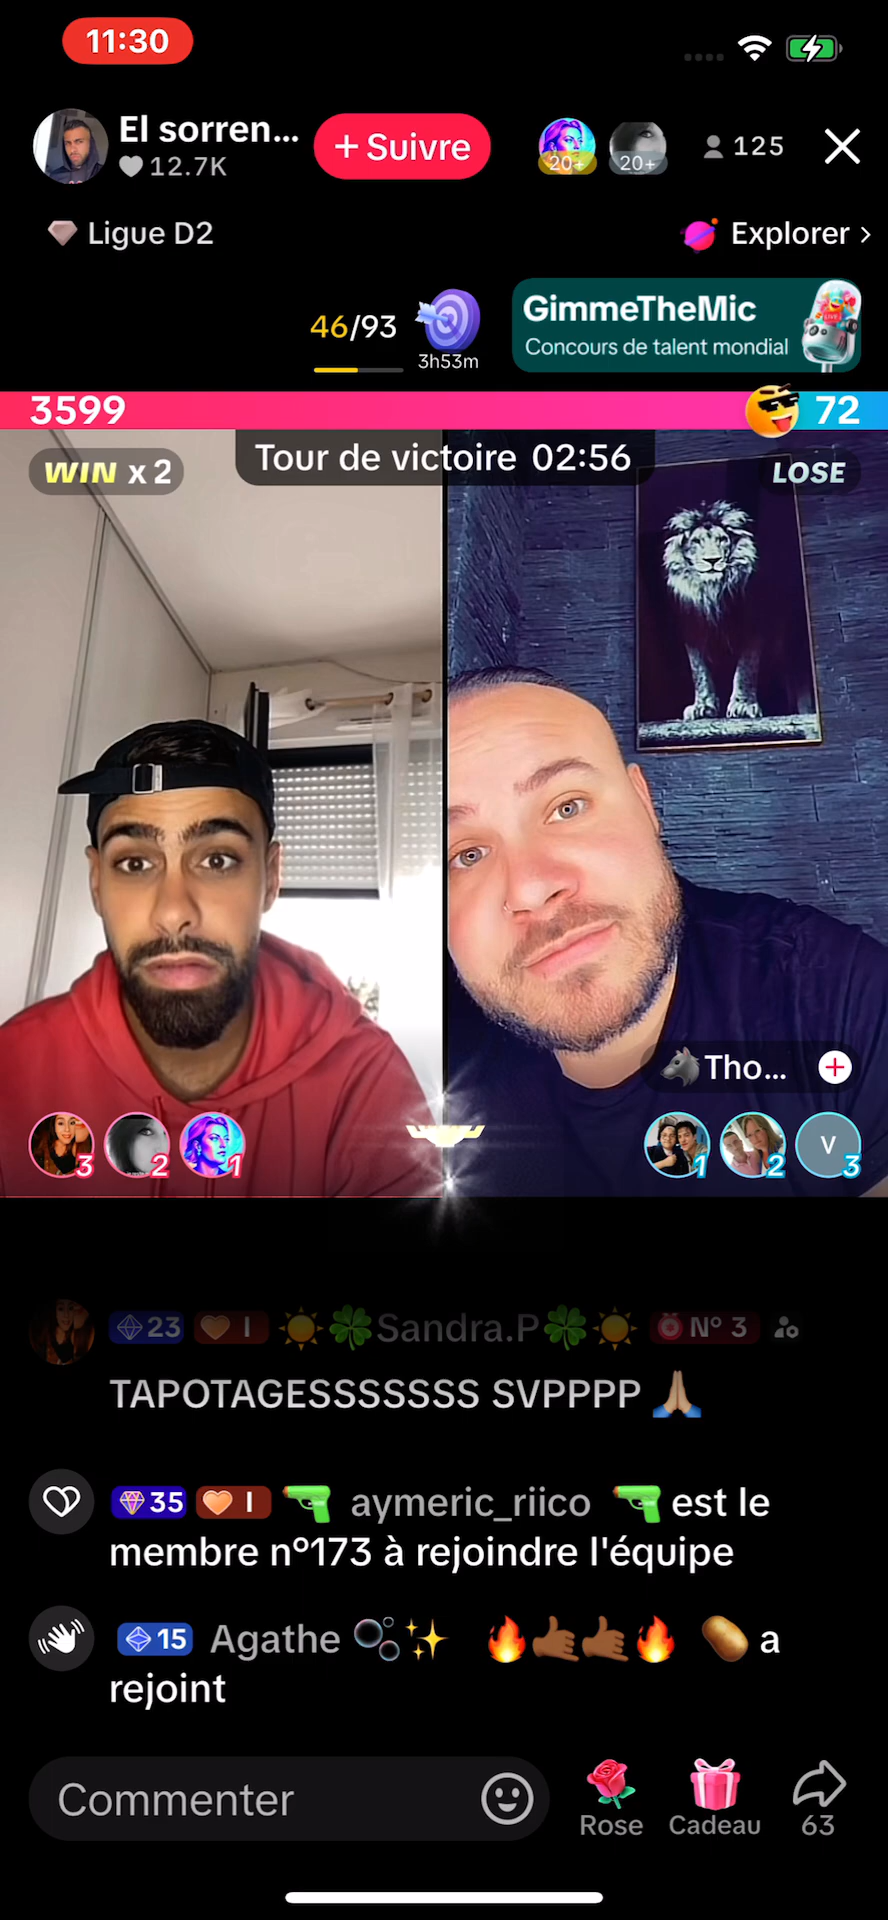 11:30
El sorren...
12.7K
+ Suivre
20+
20+
125
Ligue D2
Explorer >
46/93
3h53m
GimmeTheMic
Concours de talent mondial
LIVE
3599
72
WIN x 2
Tour de victoire 02:56
LOSE
Tho...
3
2
1
1
2
V
3
23 I ☀️🍀Sandra.P🍀☀️ N° 3
TAPOTAGESSSSSSS SVPPPP 🙏🏼
35 I 🔫 aymeric_riico 🔫 est le
membre n°173 à rejoindre l'équipe
15 Agathe 🫧✨ 🔥🤙🏾🤙🏾🔥 🥔 a
rejoint
Commenter
Rose
Cadeau
63